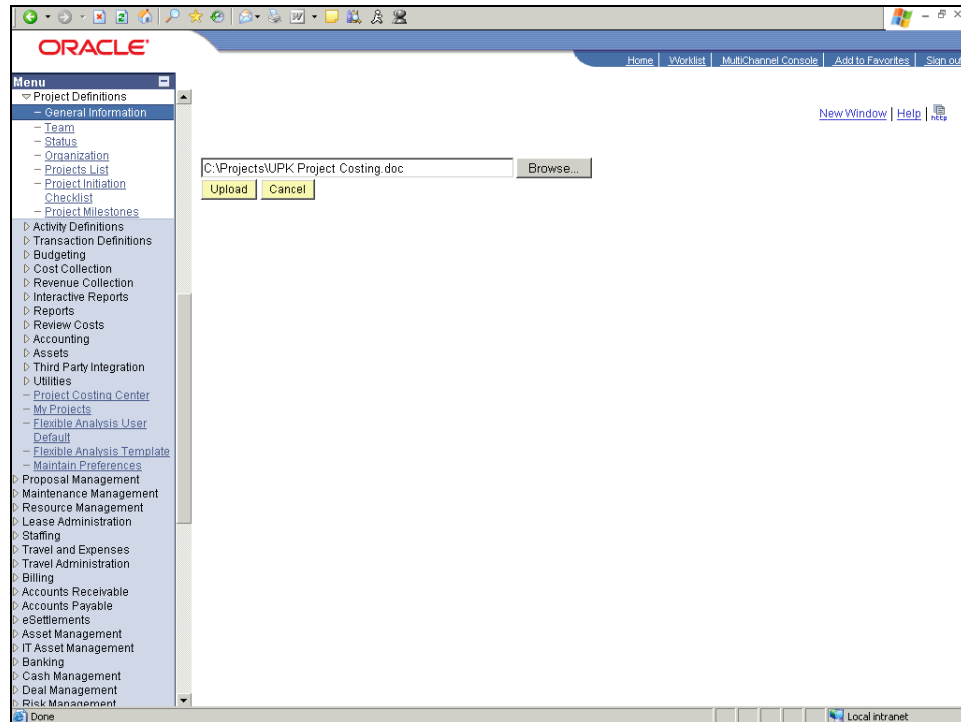 ORACLE
Home | Worklist | MultiChannel Console | Add to Favorites | Sign out
Menu
Project Definitions
– General Information
– Team
– Status
– Organization
– Projects List
– Project Initiation
Checklist
– Project Milestones
Activity Definitions
Transaction Definitions
Budgeting
Cost Collection
Revenue Collection
Interactive Reports
Reports
Review Costs
Accounting
Assets
Third Party Integration
Utilities
– Project Costing Center
– My Projects
– Flexible Analysis User
Default
– Flexible Analysis Template
– Maintain Preferences
Proposal Management
Maintenance Management
Resource Management
Lease Administration
Staffing
Travel and Expenses
Travel Administration
Billing
Accounts Receivable
Accounts Payable
eSettlements
Asset Management
IT Asset Management
Banking
Cash Management
Deal Management
Risk Management
New Window | Help | http
C:\Projects\UPK Project Costing.doc Browse...
Upload Cancel
Done Local intranet